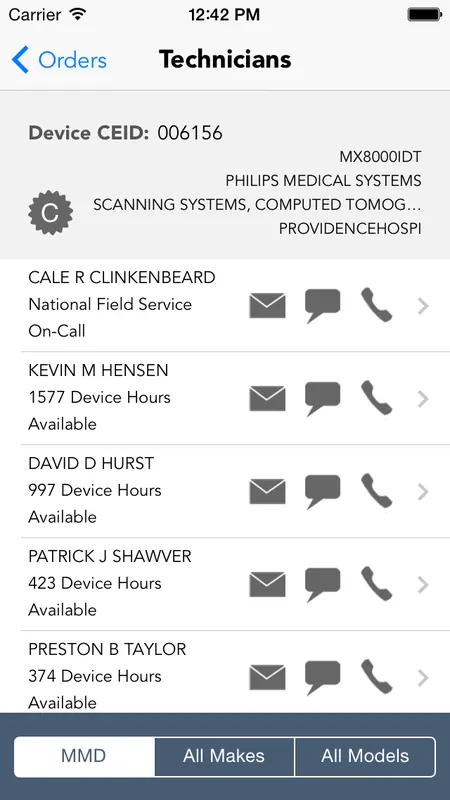 Carrier 12:42 PM
Orders Technicians
Device CEID: 006156
MX8000IDT
PHILIPS MEDICAL SYSTEMS
C SCANNING SYSTEMS, COMPUTED TOMOG...
PROVIDENCEHOSPI
CALE R CLINKENBEARD
National Field Service
On-Call
KEVIN M HENSEN
1577 Device Hours
Available
DAVID D HURST
997 Device Hours
Available
PATRICK J SHAWVER
423 Device Hours
Available
PRESTON B TAYLOR
374 Device Hours
Available
MMD All Makes All Models